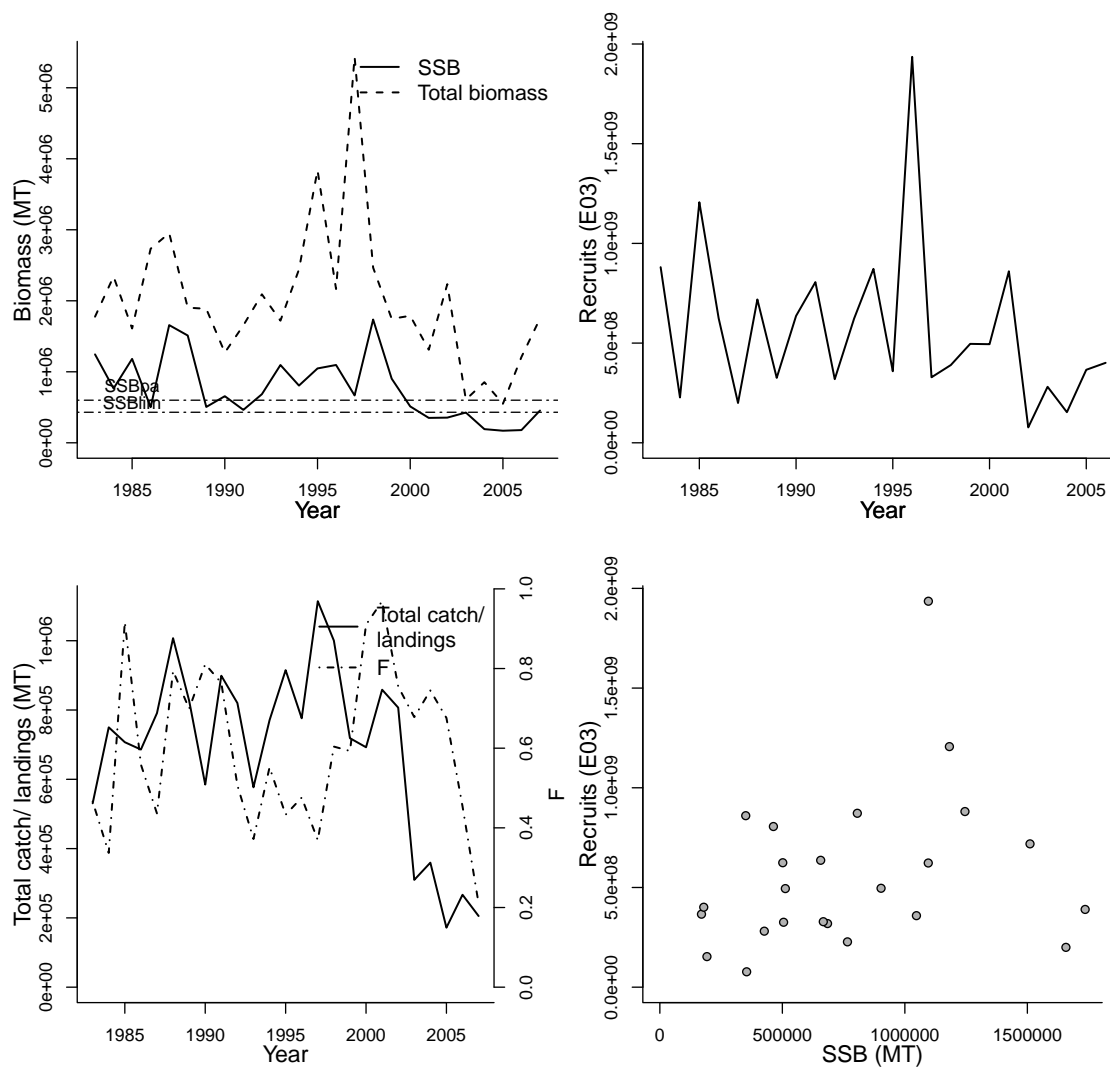 SSB
Total biomass
Biomass (MT)
0e+00
1e+06
2e+06
3e+06
4e+06
5e+06
SSBpa
SSBlim
1985
1990
1995
2000
2005
Year
Recruits (E03)
0.0e+00
5.0e+08
1.0e+09
1.5e+09
2.0e+09
1985
1990
1995
2000
2005
Year
Total catch/ landings (MT)
0e+00
2e+05
4e+05
6e+05
8e+05
1e+06
Total catch/
landings
F
0.0
0.2
0.4
0.6
0.8
1.0
F
1985
1990
1995
2000
2005
Year
Recruits (E03)
0.0e+00
5.0e+08
1.0e+09
1.5e+09
2.0e+09
0
500000
1000000
1500000
SSB (MT)